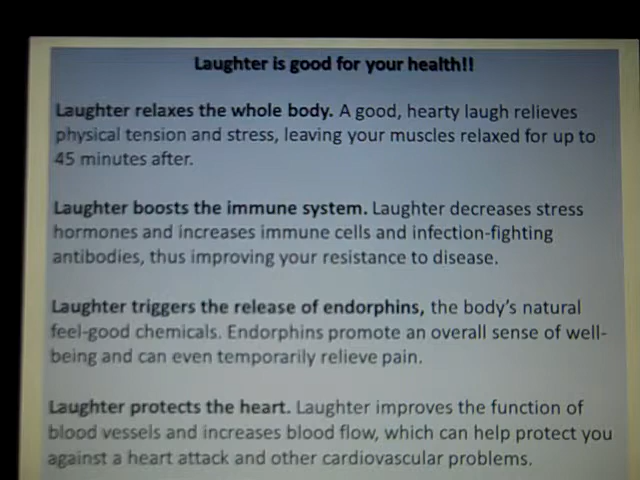 Laughter is good for your health!!
Laughter relaxes the whole body. A good, hearty laugh relieves
physical tension and stress, leaving your muscles relaxed for up to
45 minutes after.
Laughter boosts the immune system. Laughter decreases stress
hormones and increases immune cells and infection-fighting
antibodies, thus improving your resistance to disease.
Laughter triggers the release of endorphins, the body's natural
feel-good chemicals. Endorphins promote an overall sense of well-
being and can even temporarily relieve pain.
Laughter protects the heart. Laughter improves the function of
blood vessels and increases blood flow, which can help protect you
against a heart attack and other cardiovascular problems.